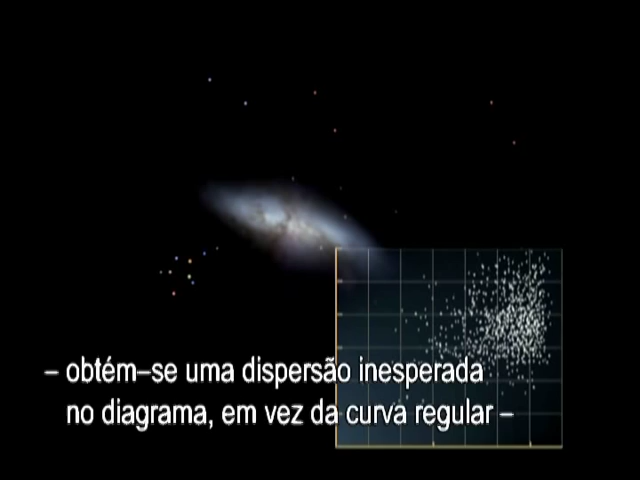 – obtém–se uma dispersão inesperada
no diagrama, em vez da curva regular –